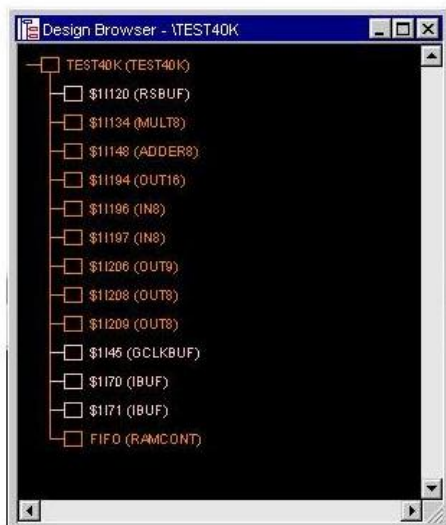 Design Browser - \TEST40K
TEST40K (TEST40K)
$1I120 (RSBUF)
$1I134 (MULT8)
$1I148 (ADDER8)
$1I194 (OUT16)
$1I196 (IN8)
$1I197 (IN8)
$1I206 (OUT9)
$1I208 (OUT8)
$1I209 (OUT8)
$1I45 (GCLKBUF)
$1I70 (IBUF)
$1I71 (IBUF)
FIFO (RAMCONT)